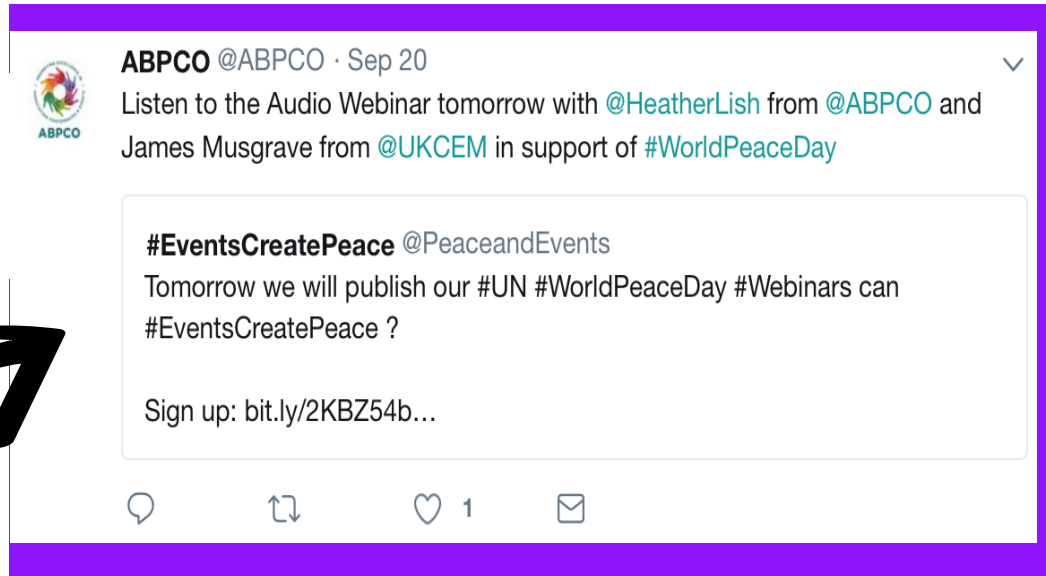 ABPCO @ABPCO · Sep 20
Listen to the Audio Webinar tomorrow with @HeatherLish from @ABPCO and
James Musgrave from @UKCEM in support of #WorldPeaceDay
ABPCO
#EventsCreatePeace @PeaceandEvents
Tomorrow we will publish our #UN #WorldPeaceDay #Webinars can
#EventsCreatePeace ?
Sign up: bit.ly/2KBZ54b…
1